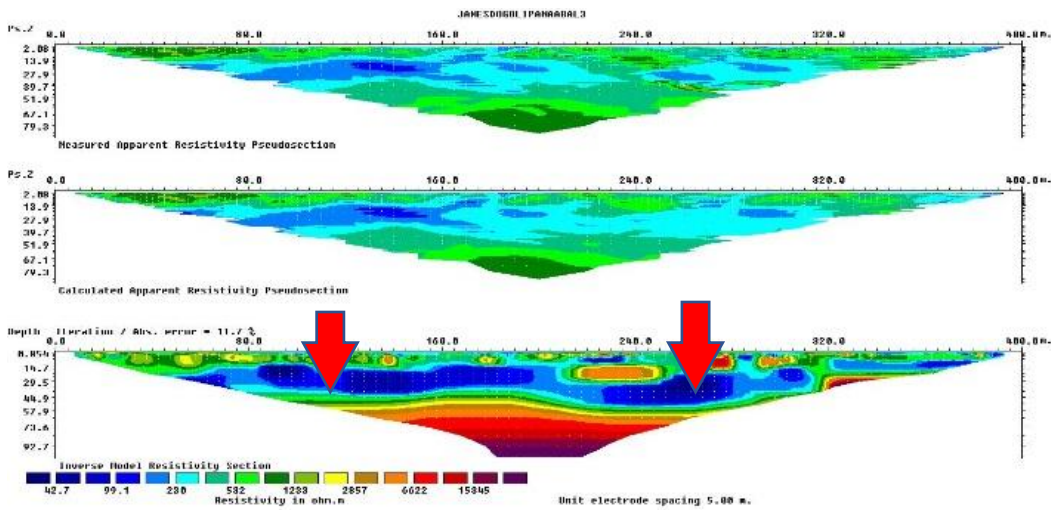 JAMESDUGUL1PANAABAL3
Ps.Z 0.0 80.0 160.0 240.0 320.0 400.0 m.
2.08
13.9
27.9
39.7
51.9
67.1
79.3
Measured Apparent Resistivity Pseudosection
Ps.Z 0.0 80.0 160.0 240.0 320.0 400.0 m.
2.08
13.9
27.9
39.7
51.9
67.1
79.3
Calculated Apparent Resistivity Pseudosection
Depth Iteration / Abs. error = 11.7 %
0.0 80.0 160.0 240.0 320.0 400.0 m.
14.7
29.5
44.9
57.9
73.6
92.7
Inverse Model Resistivity Section
42.7 99.1 230 532 1233 2857 6622 15345
Resistivity in ohm.m Unit electrode spacing 5.00 m.